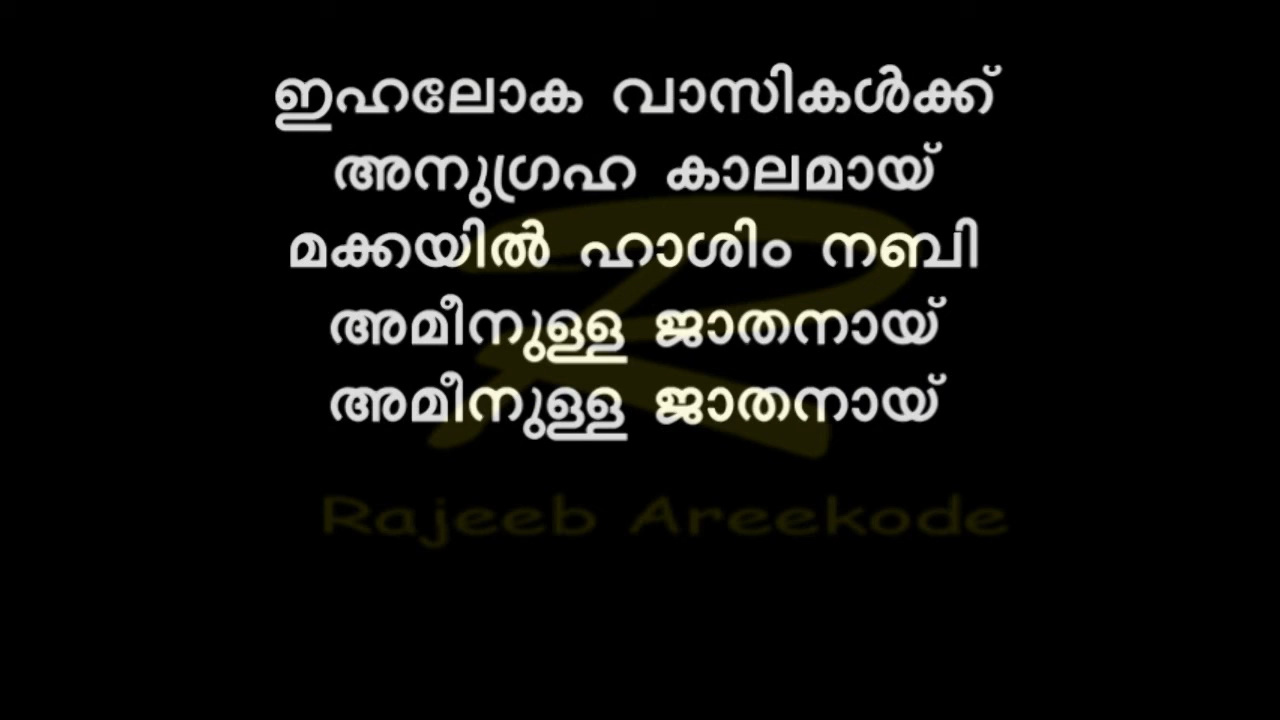 ഇഹലോക വാസികൾക്ക്
അനുഗ്രഹ കാലമായ്
മക്കയിൽ ഹാശിം നബി
അമീനുള്ള ജാതനായ്
അമീനുള്ള ജാതനായ്
R
Rajeeb Areekode